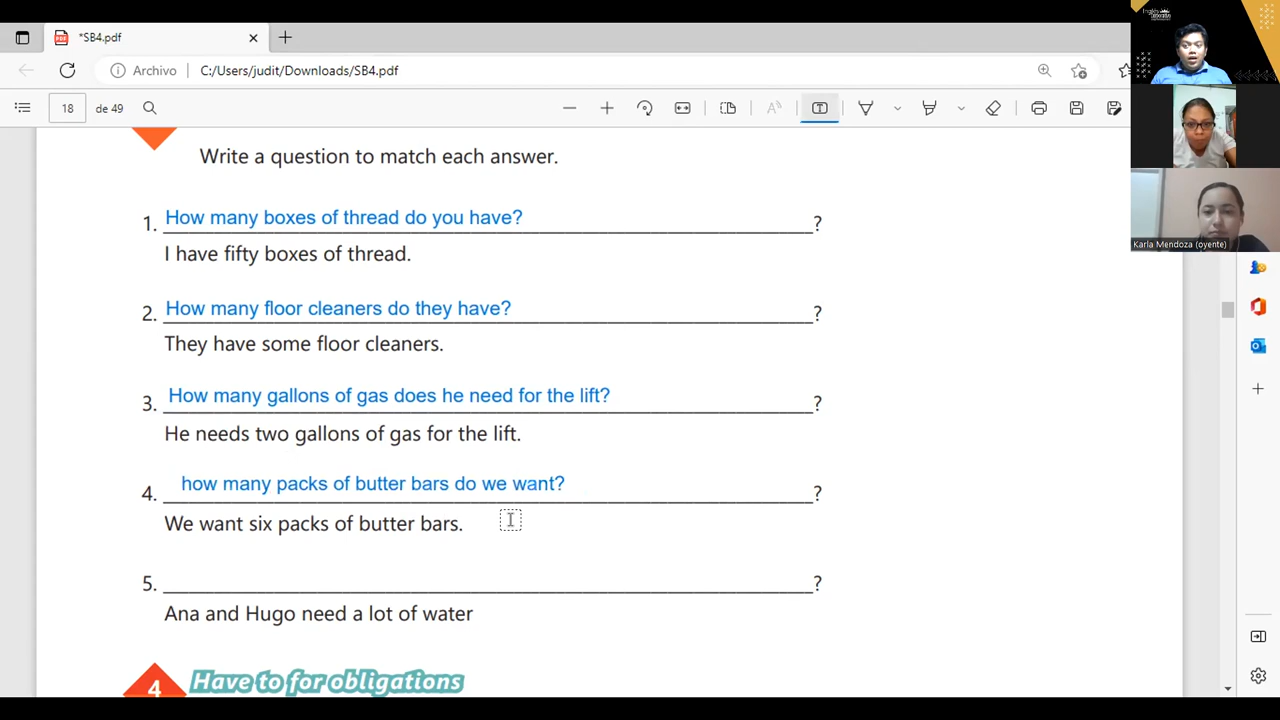 *SB4.pdf
Archivo
C:/Users/judit/Downloads/SB4.pdf
18
de 49
Write a question to match each answer.
1. How many boxes of thread do you have? ?
I have fifty boxes of thread.
2. How many floor cleaners do they have? ?
They have some floor cleaners.
3. How many gallons of gas does he need for the lift? ?
He needs two gallons of gas for the lift.
4. how many packs of butter bars do we want? ?
We want six packs of butter bars.
5. ?
Ana and Hugo need a lot of water
4 Have to for obligations
Karla Mendoza (oyente)